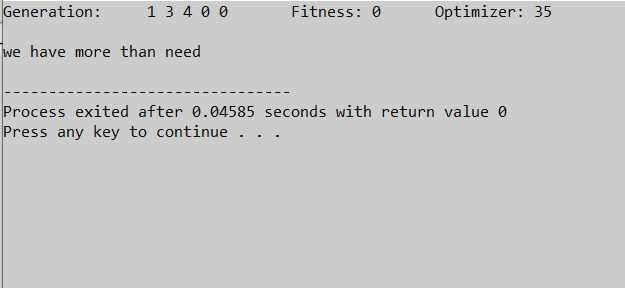 Generation:     1 3 4 0 0       Fitness: 0      Optimizer: 35
we have more than need
--------------------------------
Process exited after 0.04585 seconds with return value 0
Press any key to continue . . .